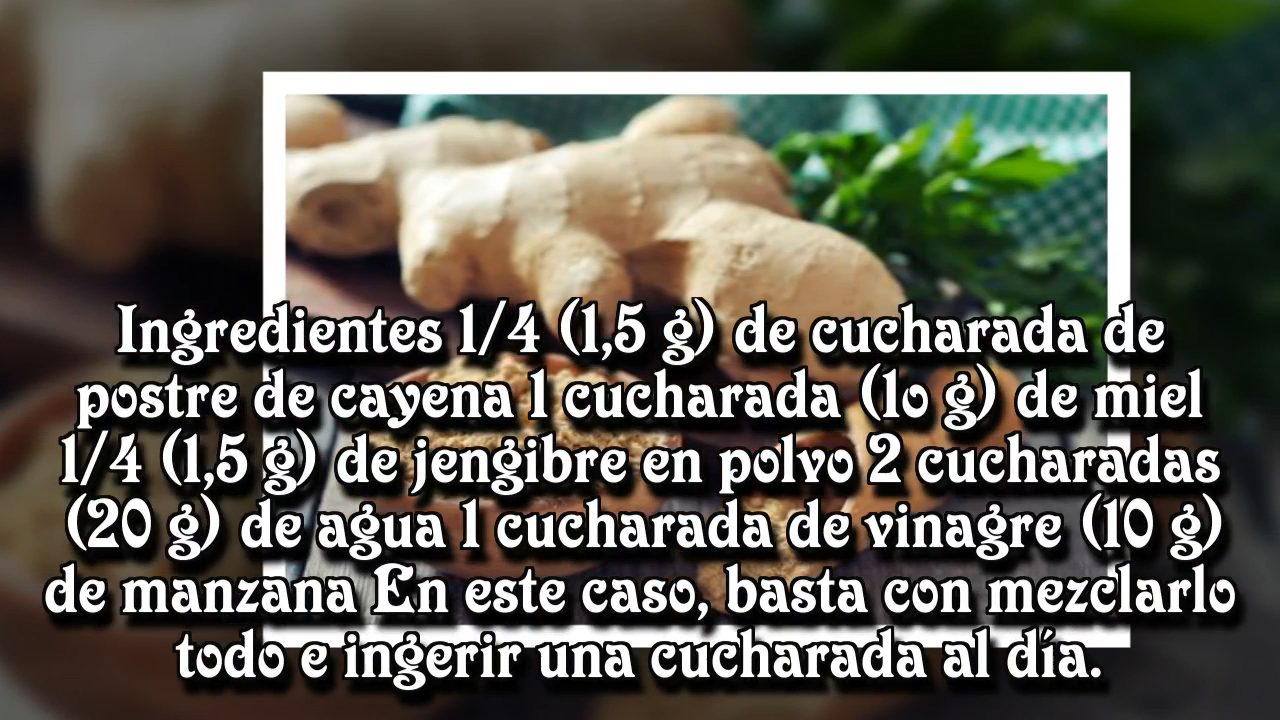 Ingredientes 1/4 (1,5 g) de cucharada de
postre de cayena 1 cucharada (1o g) de miel
1/4 (1,5 g) de jengibre en polvo 2 cucharadas
(20 g) de agua 1 cucharada de vinagre (10 g)
de manzana En este caso, basta con mezclarlo
todo e ingerir una cucharada al día.